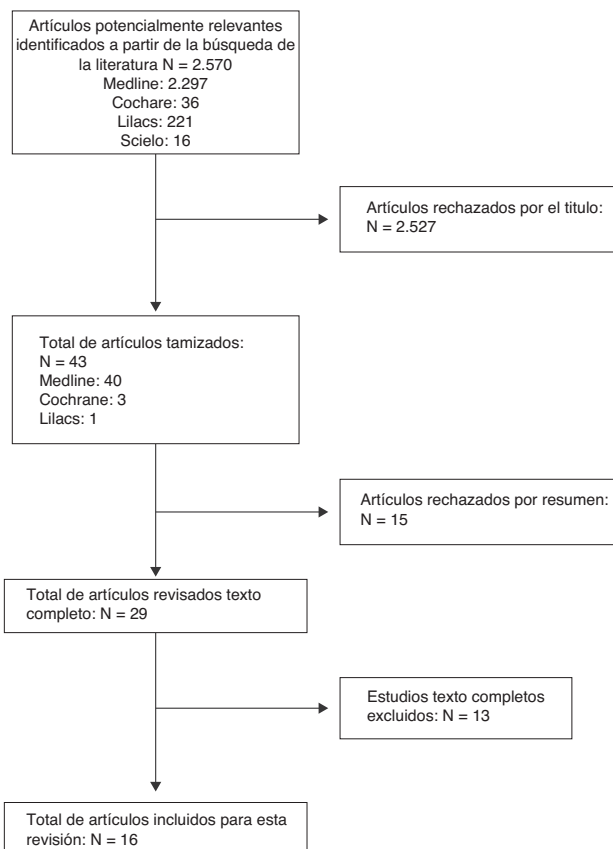 Artículos potencialmente relevantes
identificados a partir de la búsqueda de
la literatura N = 2.570
Medline: 2.297
Cochare: 36
Lilacs: 221
Scielo: 16
Artículos rechazados por el titulo:
N = 2.527
Total de artículos tamizados:
N = 43
Medline: 40
Cochrane: 3
Lilacs: 1
Artículos rechazados por resumen:
N = 15
Total de artículos revisados texto
completo: N = 29
Estudios texto completos
excluidos: N = 13
Total de artículos incluidos para esta
revisión: N = 16